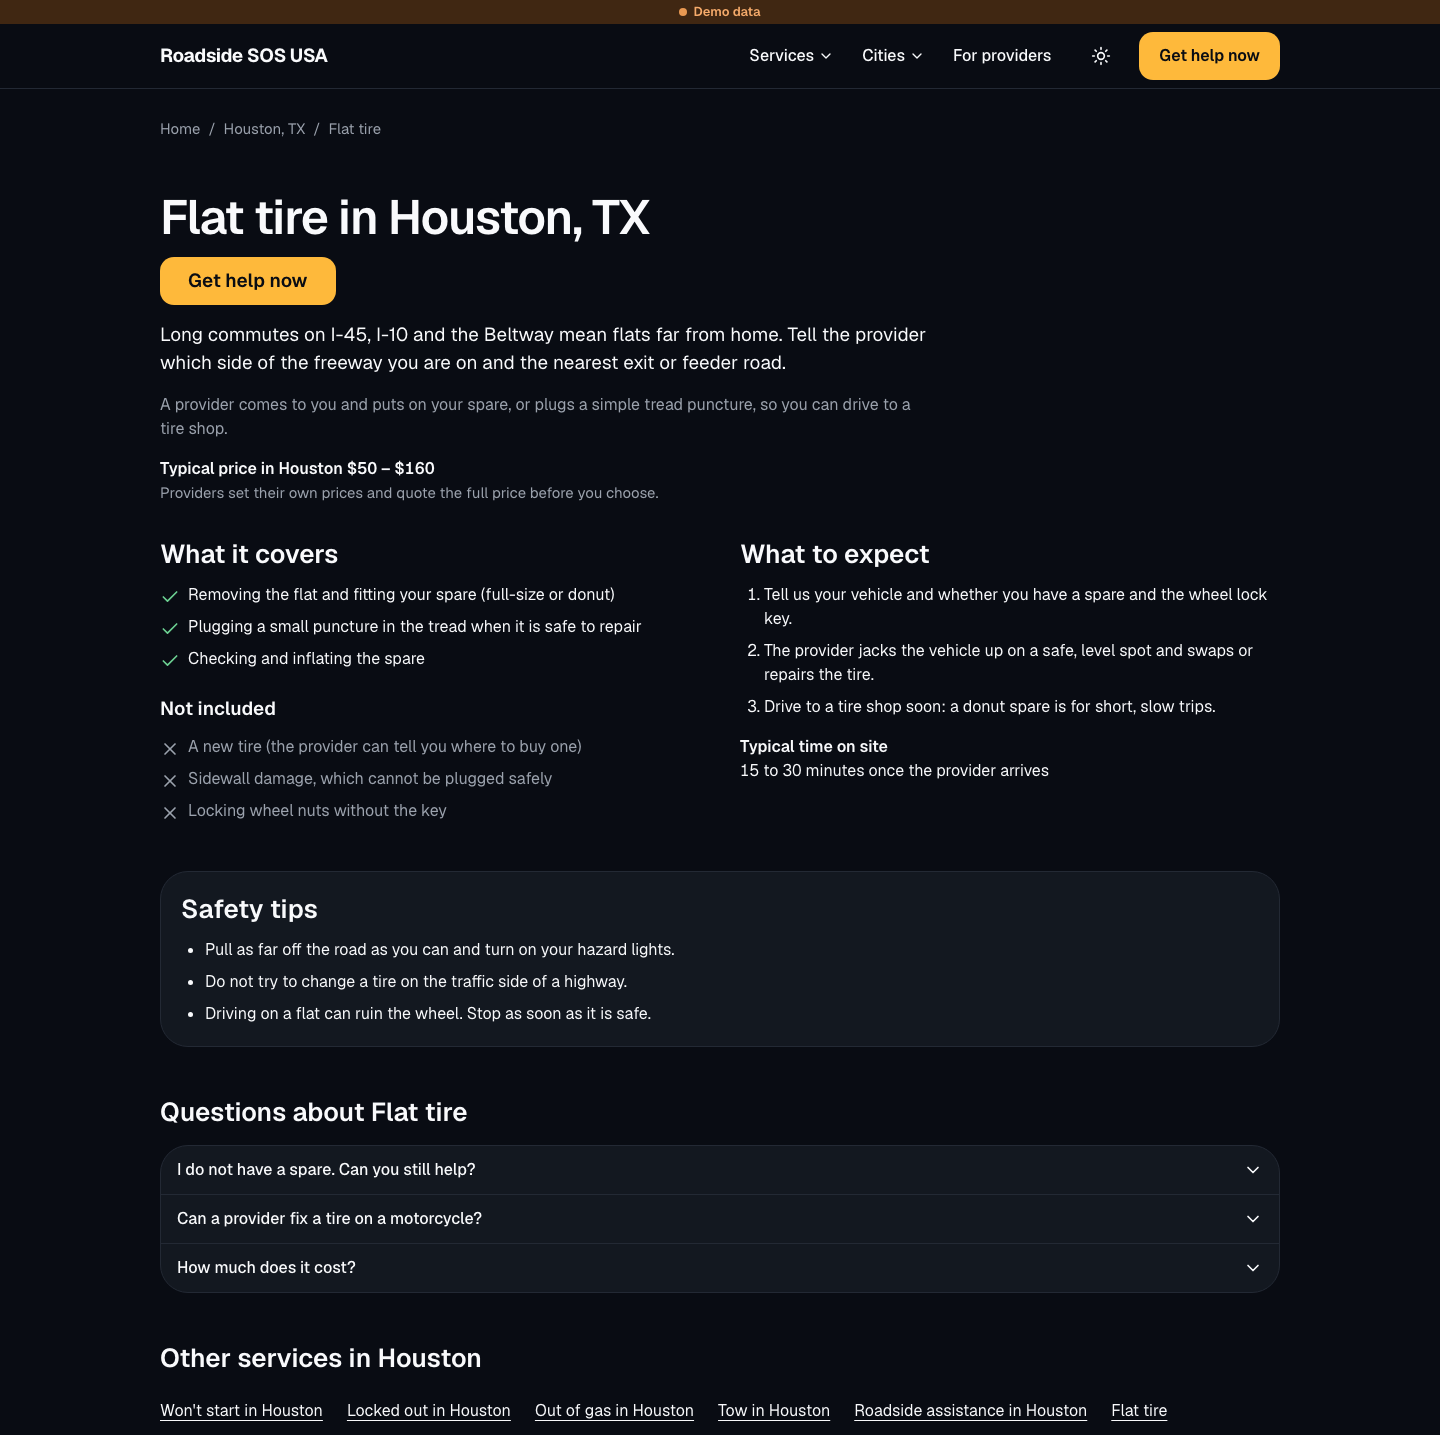 Demo data
Roadside SOS USA
Services
Cities
For providers
Get help now
Home / Houston, TX / Flat tire
Flat tire in Houston, TX
Get help now
Long commutes on I-45, I-10 and the Beltway mean flats far from home. Tell the provider
which side of the freeway you are on and the nearest exit or feeder road.
A provider comes to you and puts on your spare, or plugs a simple tread puncture, so you can drive to a
tire shop.
Typical price in Houston $50 – $160
Providers set their own prices and quote the full price before you choose.
What it covers
Removing the flat and fitting your spare (full-size or donut)
Plugging a small puncture in the tread when it is safe to repair
Checking and inflating the spare
Not included
A new tire (the provider can tell you where to buy one)
Sidewall damage, which cannot be plugged safely
Locking wheel nuts without the key
What to expect
1. Tell us your vehicle and whether you have a spare and the wheel lock
key.
2. The provider jacks the vehicle up on a safe, level spot and swaps or
repairs the tire.
3. Drive to a tire shop soon: a donut spare is for short, slow trips.
Typical time on site
15 to 30 minutes once the provider arrives
Safety tips
• Pull as far off the road as you can and turn on your hazard lights.
• Do not try to change a tire on the traffic side of a highway.
• Driving on a flat can ruin the wheel. Stop as soon as it is safe.
Questions about Flat tire
I do not have a spare. Can you still help?
Can a provider fix a tire on a motorcycle?
How much does it cost?
Other services in Houston
Won't start in Houston
Locked out in Houston
Out of gas in Houston
Tow in Houston
Roadside assistance in Houston
Flat tire